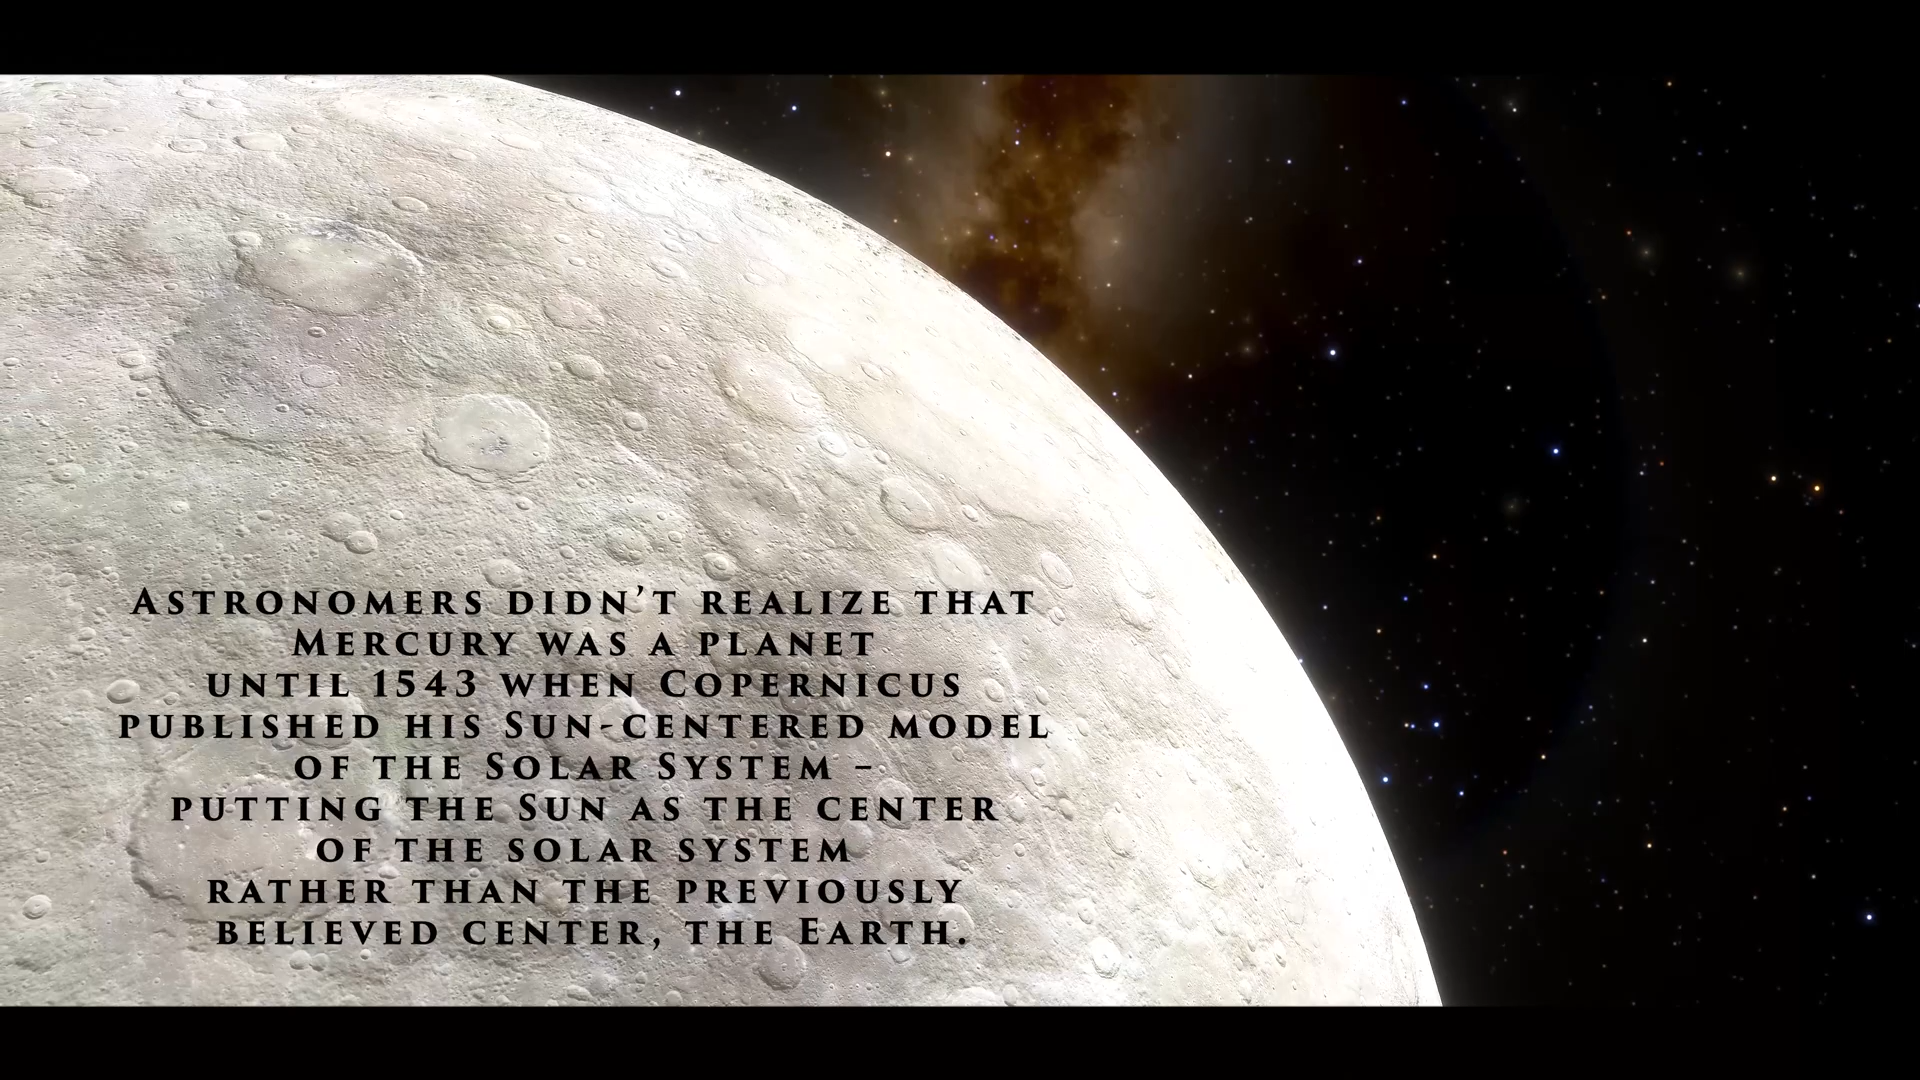 Astronomers didn’t realize that
Mercury was a planet
until 1543 when Copernicus
published his Sun-centered model
of the Solar System –
putting the Sun as the center
of the solar system
rather than the previously
believed center, the Earth.